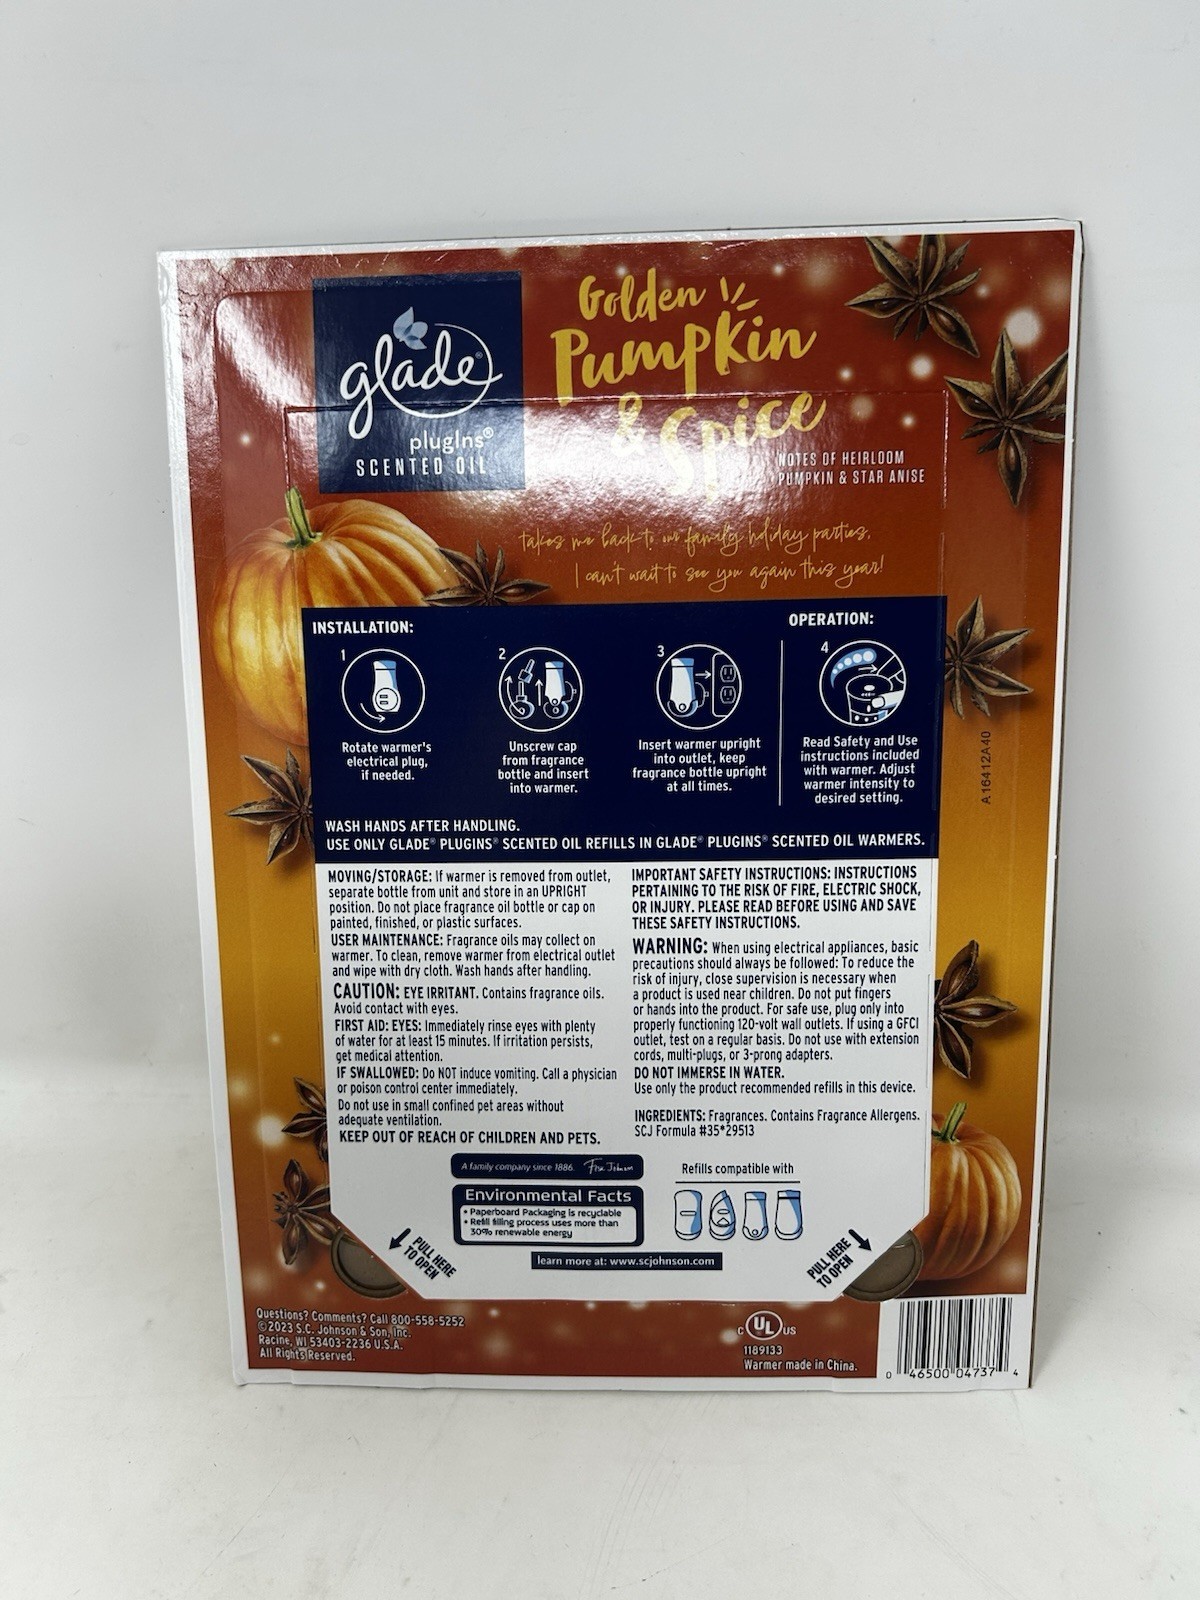 glade®
plugIns®
SCENTED OIL
Golden
Pumpkin
& Spice
NOTES OF HEIRLOOM
PUMPKIN & STAR ANISE
takes me back to our family holiday parties,
I can't wait to see you again this year!
INSTALLATION:
1
Rotate warmer's
electrical plug,
if needed.
2
Unscrew cap
from fragrance
bottle and insert
into warmer.
3
Insert warmer upright
into outlet, keep
fragrance bottle upright
at all times.
OPERATION:
4
Read Safety and Use
instructions included
with warmer. Adjust
warmer intensity to
desired setting.
A16412A40
WASH HANDS AFTER HANDLING.
USE ONLY GLADE® PLUGINS® SCENTED OIL REFILLS IN GLADE® PLUGINS® SCENTED OIL WARMERS.
MOVING/STORAGE: If warmer is removed from outlet,
separate bottle from unit and store in an UPRIGHT
position. Do not place fragrance oil bottle or cap on
painted, finished, or plastic surfaces.
USER MAINTENANCE: Fragrance oils may collect on
warmer. To clean, remove warmer from electrical outlet
and wipe with dry cloth. Wash hands after handling.
CAUTION: EYE IRRITANT. Contains fragrance oils.
Avoid contact with eyes.
FIRST AID: EYES: Immediately rinse eyes with plenty
of water for at least 15 minutes. If irritation persists,
get medical attention.
IF SWALLOWED: Do NOT induce vomiting. Call a physician
or poison control center immediately.
Do not use in small confined pet areas without
adequate ventilation.
KEEP OUT OF REACH OF CHILDREN AND PETS.
IMPORTANT SAFETY INSTRUCTIONS: INSTRUCTIONS
PERTAINING TO THE RISK OF FIRE, ELECTRIC SHOCK,
OR INJURY. PLEASE READ BEFORE USING AND SAVE
THESE SAFETY INSTRUCTIONS.
WARNING: When using electrical appliances, basic
precautions should always be followed: To reduce the
risk of injury, close supervision is necessary when
a product is used near children. Do not put fingers
or hands into the product. For safe use, plug only into
properly functioning 120-volt wall outlets. If using a GFCI
outlet, test on a regular basis. Do not use with extension
cords, multi-plugs, or 3-prong adapters.
DO NOT IMMERSE IN WATER.
Use only the product recommended refills in this device.
INGREDIENTS: Fragrances. Contains Fragrance Allergens.
SCJ Formula #35*29513
A family company since 1886. Fisk Johnson
Environmental Facts
• Paperboard Packaging is recyclable
• Refill filling process uses more than
30% renewable energy
Refills compatible with
learn more at: www.scjohnson.com
PULL HERE
TO OPEN
PULL HERE
TO OPEN
Questions? Comments? Call 800-558-5252
©2023 S.C. Johnson & Son, Inc.
Racine, WI 53403-2236 U.S.A.
All Rights Reserved.
C UL US
1189133
Warmer made in China.
0 46500 04737 4